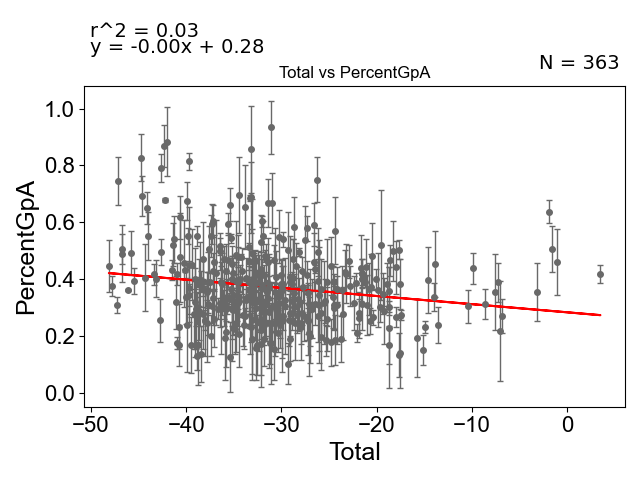 r^2 = 0.03
y = -0.00x + 0.28
N = 363
Total vs PercentGpA
PercentGpA
1.0
0.8
0.6
0.4
0.2
0.0
−50
−40
−30
−20
−10
0
Total